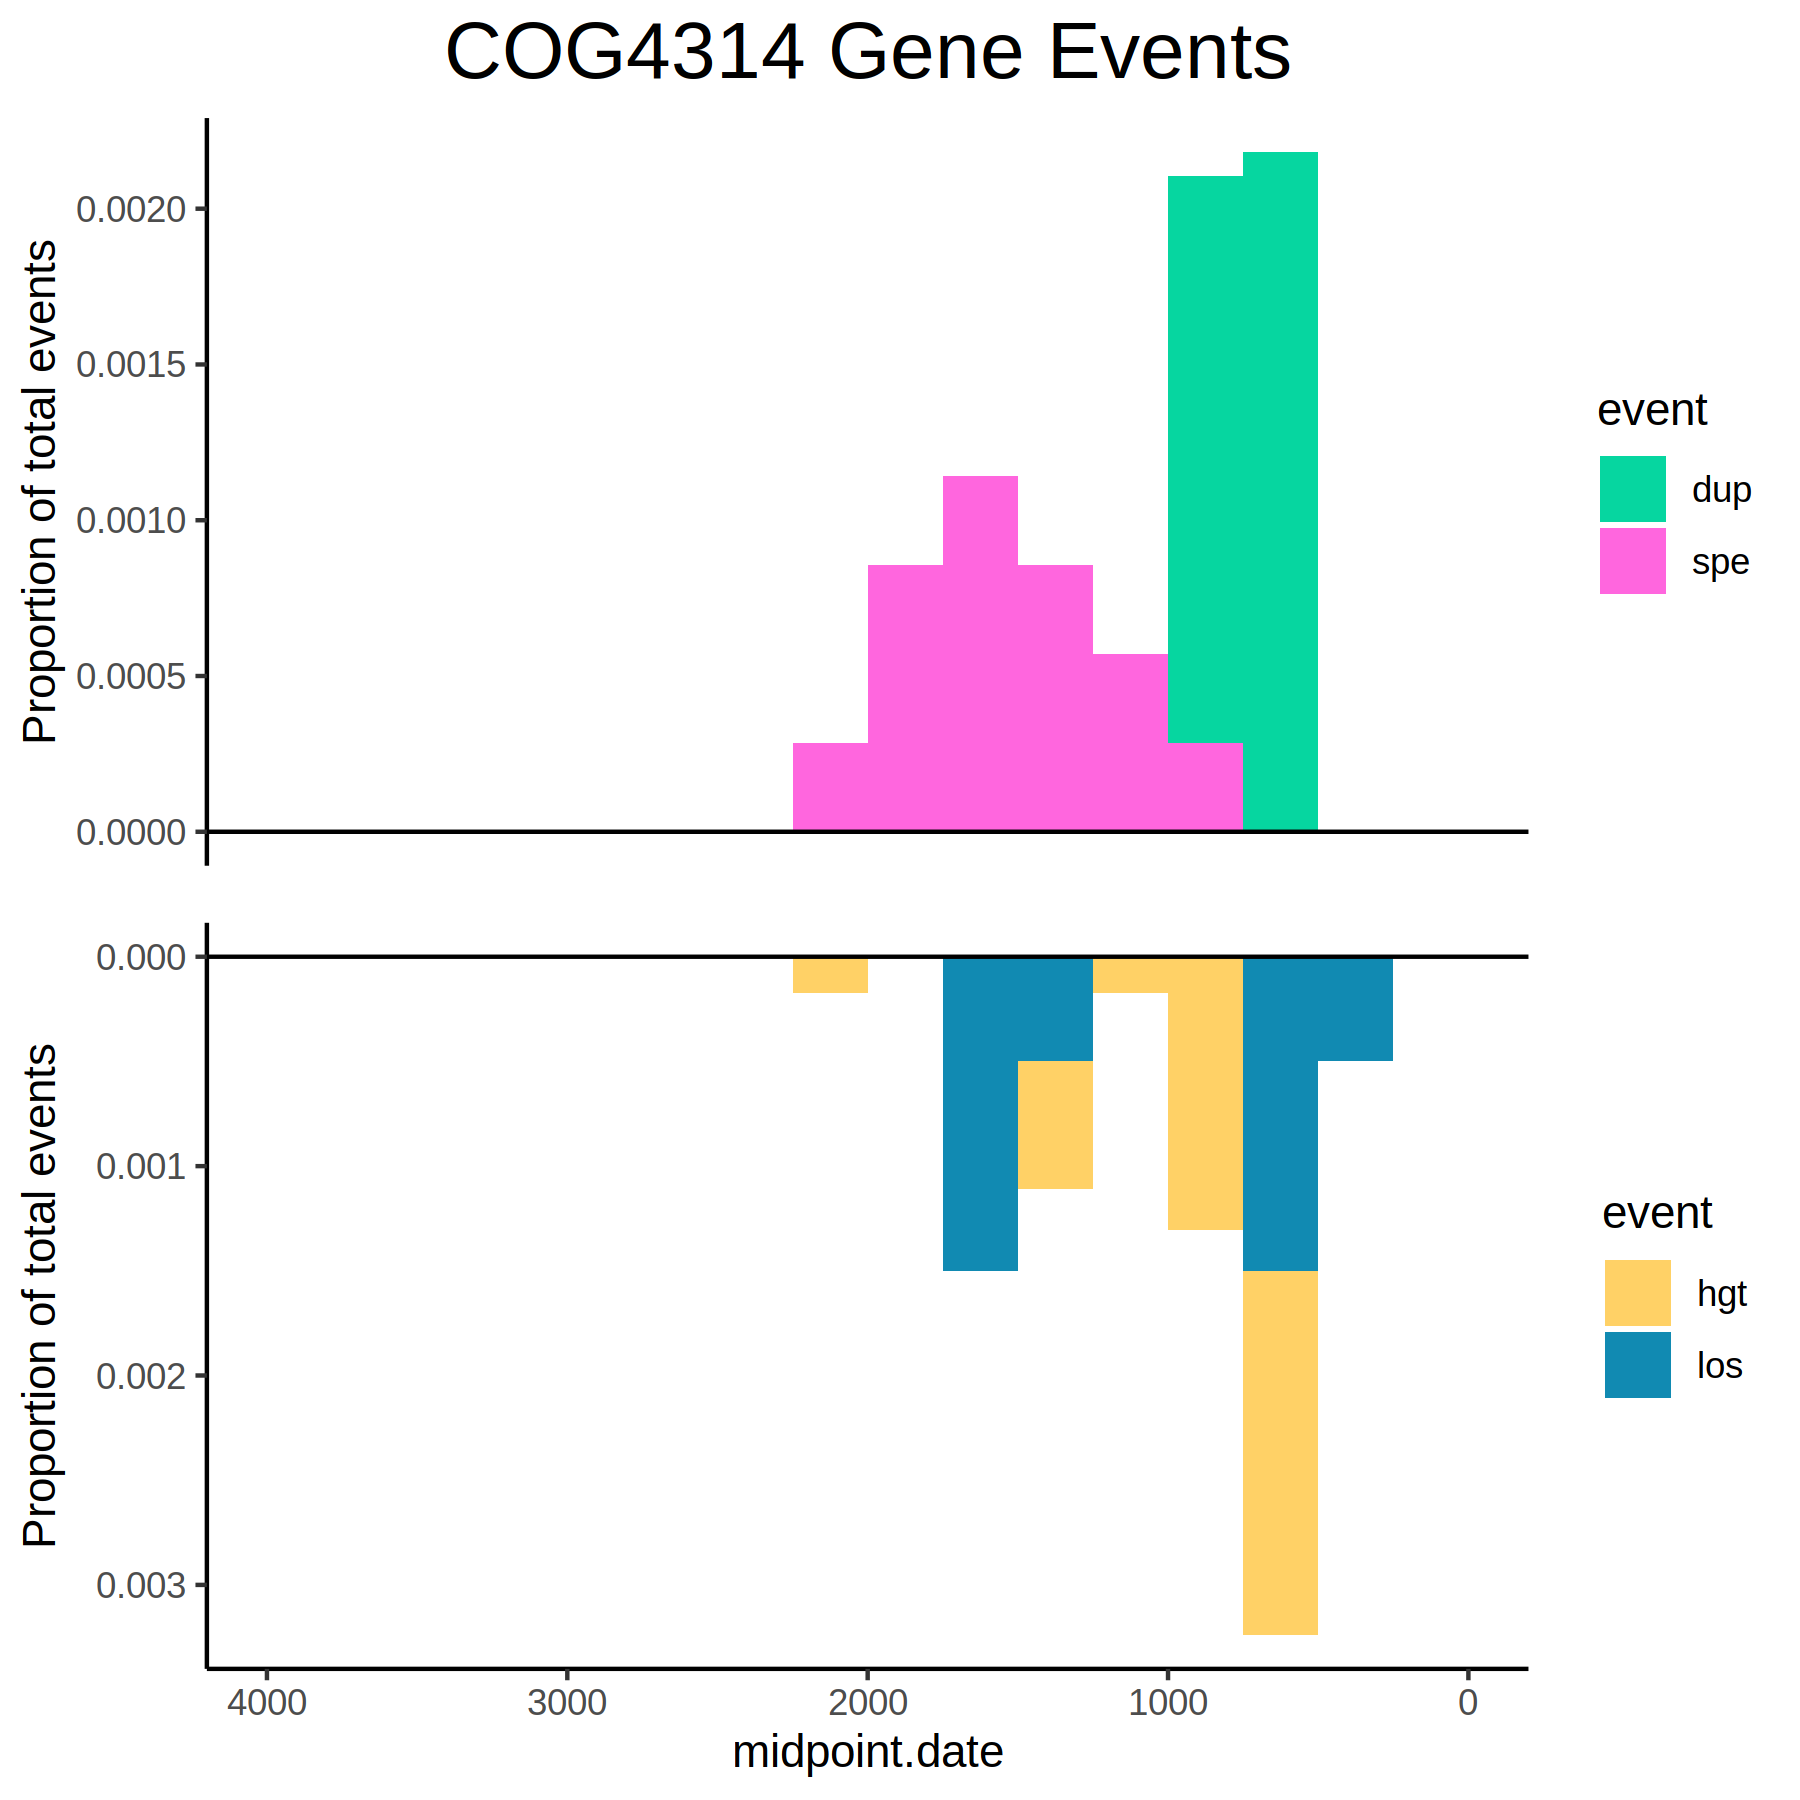 COG4314 Gene Events
Proportion of total events
0.0020
0.0015
0.0010
0.0005
0.0000
event
dup
spe
Proportion of total events
0.000
0.001
0.002
0.003
event
hgt
los
4000 3000 2000 1000 0
midpoint.date